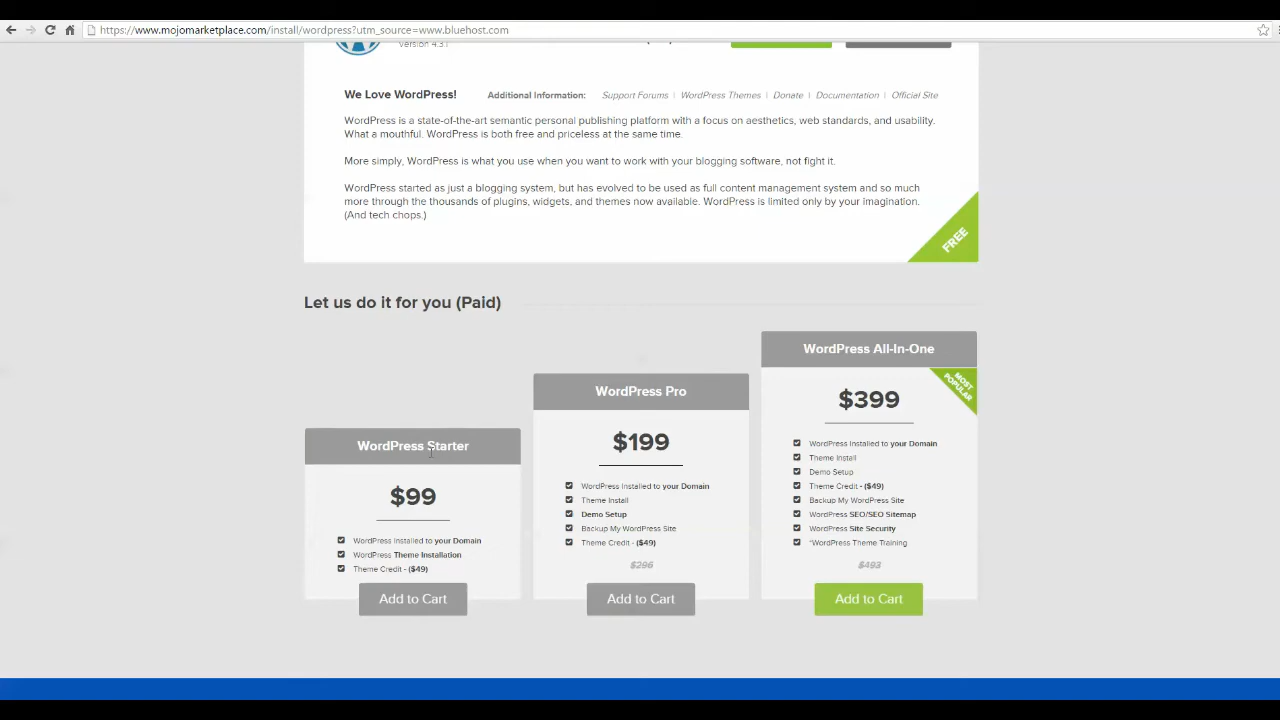 https://www.mojomarketplace.com/install/wordpress?utm_source=www.bluehost.com
Version 4.3.1
We Love WordPress!
Additional Information: Support Forums | WordPress Themes | Donate | Documentation | Official Site
WordPress is a state-of-the-art semantic personal publishing platform with a focus on aesthetics, web standards, and usability.
What a mouthful. WordPress is both free and priceless at the same time.
More simply, WordPress is what you use when you want to work with your blogging software, not fight it.
WordPress started as just a blogging system, but has evolved to be used as full content management system and so much
more through the thousands of plugins, widgets, and themes now available. WordPress is limited only by your imagination.
(And tech chops.)
FREE
Let us do it for you (Paid)
WordPress Starter
$99
WordPress Installed to your Domain
WordPress Theme Installation
Theme Credit - ($49)
Add to Cart
WordPress Pro
$199
WordPress Installed to your Domain
Theme Install
Demo Setup
Backup My WordPress Site
Theme Credit - ($49)
$296
Add to Cart
WordPress All-In-One
MOST
POPULAR
$399
WordPress Installed to your Domain
Theme Install
Demo Setup
Theme Credit - ($49)
Backup My WordPress Site
WordPress SEO/SEO Sitemap
WordPress Site Security
*WordPress Theme Training
$493
Add to Cart